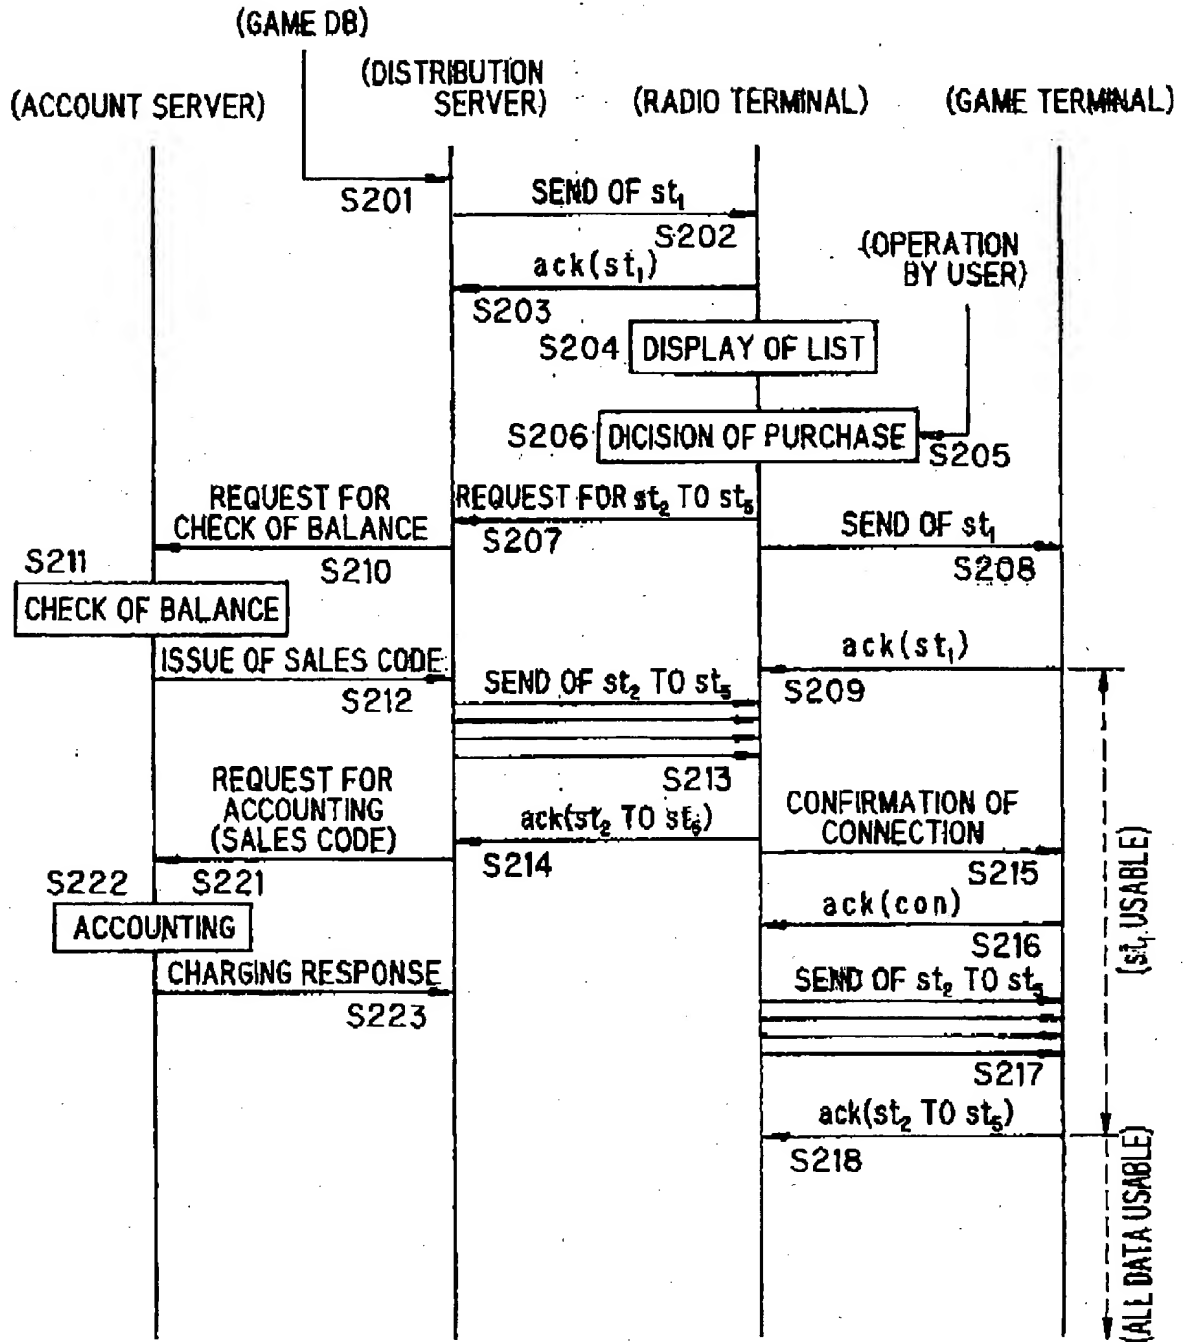 (GAME DB)
(DISTRIBUTION
SERVER)
(ACCOUNT SERVER)
(RADIO TERMINAL)
(GAME TERMINAL)
S201
SEND OF st₁
S202
(OPERATION
BY USER)
ack(st₁)
S203
S204
DISPLAY OF LIST
S206
DICISION OF PURCHASE
S205
REQUEST FOR
CHECK OF BALANCE
REQUEST FOR st₂ TO st₅
S207
SEND OF st₁
S208
S211
S210
CHECK OF BALANCE
ISSUE OF SALES CODE
S212
ack(st₁)
S209
SEND OF st₂ TO st₅
S213
REQUEST FOR
ACCOUNTING
(SALES CODE)
ack(st₂ TO st₅)
S214
CONFIRMATION OF
CONNECTION
S215
S222
S221
ACCOUNTING
ack(con)
S216
CHARGING RESPONSE
S223
SEND OF st₂ TO st₅
S217
ack(st₂ TO st₅)
S218
(st₁ USABLE)
(ALL DATA USABLE)